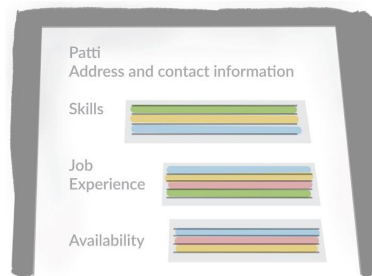 Patti
Address and contact information
Skills
Job
Experience
Availability